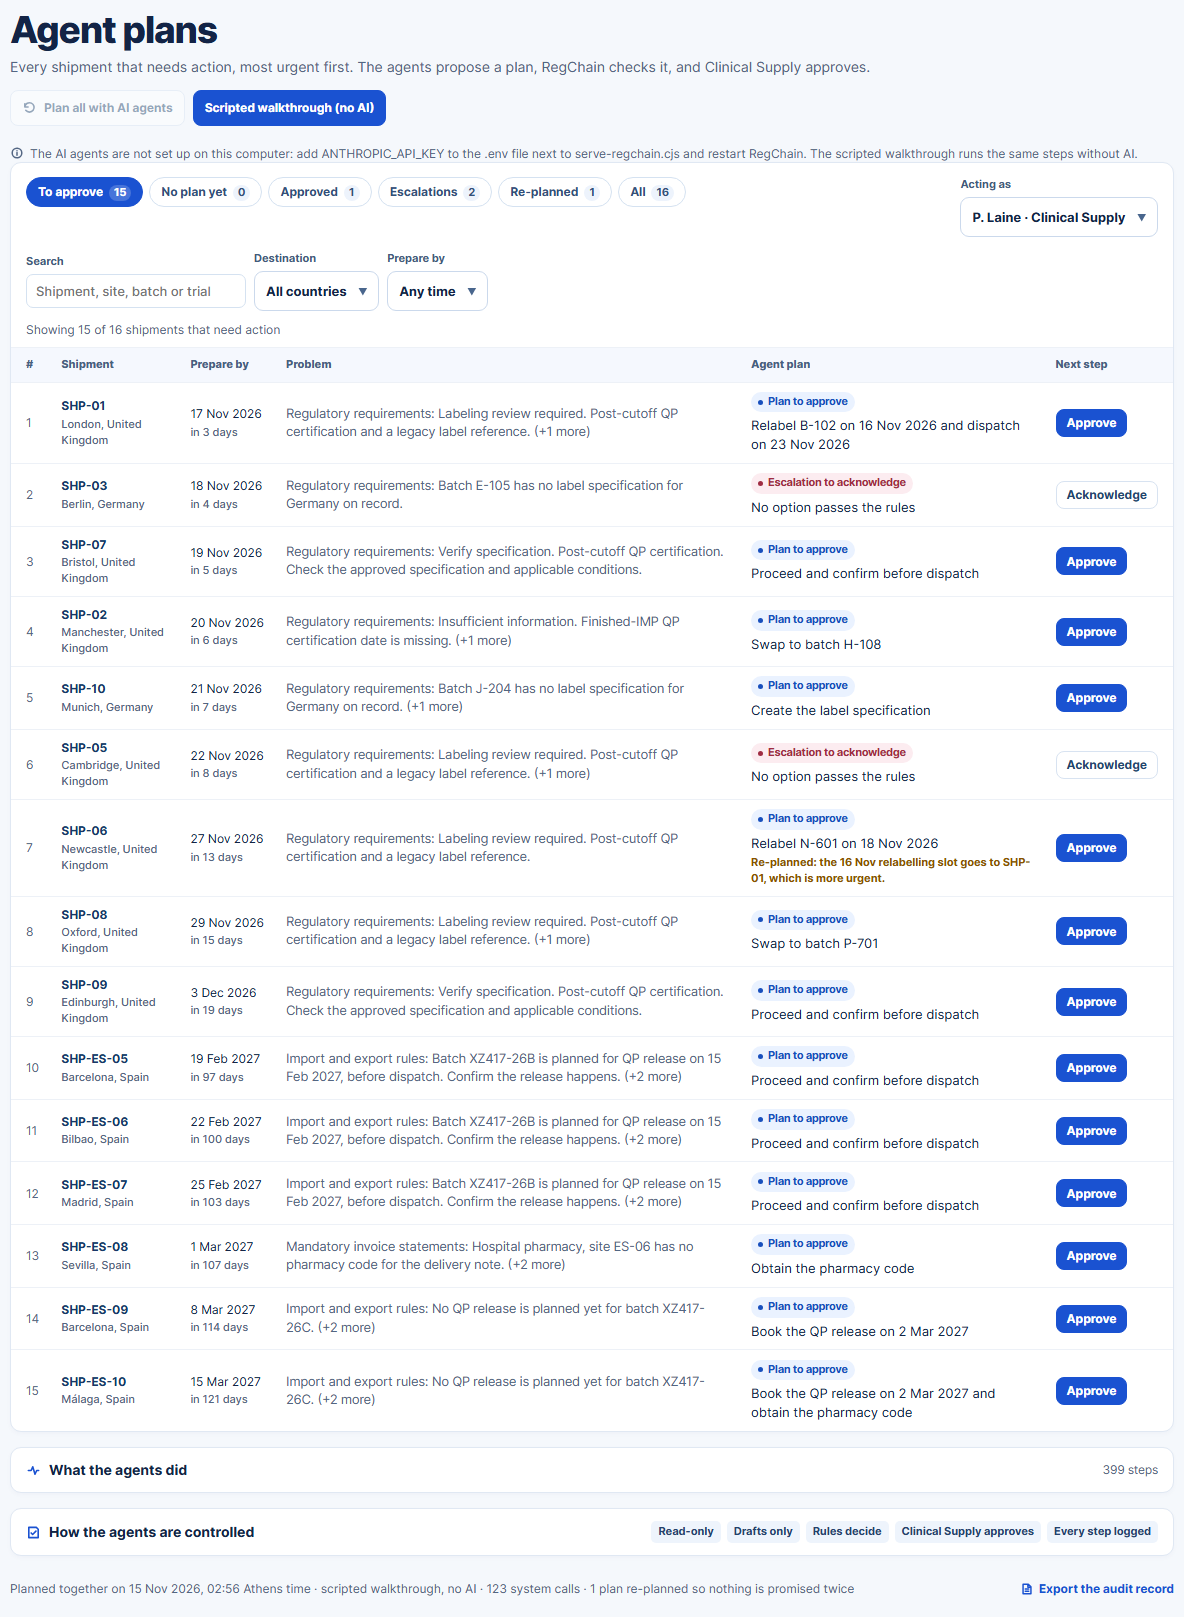 Agent plans
Every shipment that needs action, most urgent first. The agents propose a plan, RegChain checks it, and Clinical Supply approves.
Plan all with AI agents
Scripted walkthrough (no AI)
The AI agents are not set up on this computer: add ANTHROPIC_API_KEY to the .env file next to serve-regchain.cjs and restart RegChain. The scripted walkthrough runs the same steps without AI.
To approve 15
No plan yet 0
Approved 1
Escalations 2
Re-planned 1
All 16
Acting as
P. Laine · Clinical Supply
Search
Shipment, site, batch or trial
Destination
All countries
Prepare by
Any time
Showing 15 of 16 shipments that need action
# Shipment Prepare by Problem Agent plan Next step
1
SHP-01
London, United
Kingdom
17 Nov 2026
in 3 days
Regulatory requirements: Labeling review required. Post-cutoff QP
certification and a legacy label reference. (+1 more)
Plan to approve
Relabel B-102 on 16 Nov 2026 and dispatch
on 23 Nov 2026
Approve
2
SHP-03
Berlin, Germany
18 Nov 2026
in 4 days
Regulatory requirements: Batch E-105 has no label specification for
Germany on record.
Escalation to acknowledge
No option passes the rules
Acknowledge
3
SHP-07
Bristol, United
Kingdom
19 Nov 2026
in 5 days
Regulatory requirements: Verify specification. Post-cutoff QP certification.
Check the approved specification and applicable conditions.
Plan to approve
Proceed and confirm before dispatch
Approve
4
SHP-02
Manchester, United
Kingdom
20 Nov 2026
in 6 days
Regulatory requirements: Insufficient information. Finished-IMP QP
certification date is missing. (+1 more)
Plan to approve
Swap to batch H-108
Approve
5
SHP-10
Munich, Germany
21 Nov 2026
in 7 days
Regulatory requirements: Batch J-204 has no label specification for
Germany on record. (+1 more)
Plan to approve
Create the label specification
Approve
6
SHP-05
Cambridge, United
Kingdom
22 Nov 2026
in 8 days
Regulatory requirements: Labeling review required. Post-cutoff QP
certification and a legacy label reference. (+1 more)
Escalation to acknowledge
No option passes the rules
Acknowledge
7
SHP-06
Newcastle, United
Kingdom
27 Nov 2026
in 13 days
Regulatory requirements: Labeling review required. Post-cutoff QP
certification and a legacy label reference.
Plan to approve
Relabel N-601 on 18 Nov 2026
Re-planned: the 16 Nov relabelling slot goes to SHP-
01, which is more urgent.
Approve
8
SHP-08
Oxford, United
Kingdom
29 Nov 2026
in 15 days
Regulatory requirements: Labeling review required. Post-cutoff QP
certification and a legacy label reference. (+1 more)
Plan to approve
Swap to batch P-701
Approve
9
SHP-09
Edinburgh, United
Kingdom
3 Dec 2026
in 19 days
Regulatory requirements: Verify specification. Post-cutoff QP certification.
Check the approved specification and applicable conditions.
Plan to approve
Proceed and confirm before dispatch
Approve
10
SHP-ES-05
Barcelona, Spain
19 Feb 2027
in 97 days
Import and export rules: Batch XZ417-26B is planned for QP release on 15
Feb 2027, before dispatch. Confirm the release happens. (+2 more)
Plan to approve
Proceed and confirm before dispatch
Approve
11
SHP-ES-06
Bilbao, Spain
22 Feb 2027
in 100 days
Import and export rules: Batch XZ417-26B is planned for QP release on 15
Feb 2027, before dispatch. Confirm the release happens. (+2 more)
Plan to approve
Proceed and confirm before dispatch
Approve
12
SHP-ES-07
Madrid, Spain
25 Feb 2027
in 103 days
Import and export rules: Batch XZ417-26B is planned for QP release on 15
Feb 2027, before dispatch. Confirm the release happens. (+2 more)
Plan to approve
Proceed and confirm before dispatch
Approve
13
SHP-ES-08
Sevilla, Spain
1 Mar 2027
in 107 days
Mandatory invoice statements: Hospital pharmacy, site ES-06 has no
pharmacy code for the delivery note. (+2 more)
Plan to approve
Obtain the pharmacy code
Approve
14
SHP-ES-09
Barcelona, Spain
8 Mar 2027
in 114 days
Import and export rules: No QP release is planned yet for batch XZ417-
26C. (+2 more)
Plan to approve
Book the QP release on 2 Mar 2027
Approve
15
SHP-ES-10
Málaga, Spain
15 Mar 2027
in 121 days
Import and export rules: No QP release is planned yet for batch XZ417-
26C. (+2 more)
Plan to approve
Book the QP release on 2 Mar 2027 and
obtain the pharmacy code
Approve
What the agents did
399 steps
How the agents are controlled
Read-only
Drafts only
Rules decide
Clinical Supply approves
Every step logged
Planned together on 15 Nov 2026, 02:56 Athens time · scripted walkthrough, no AI · 123 system calls · 1 plan re-planned so nothing is promised twice
Export the audit record